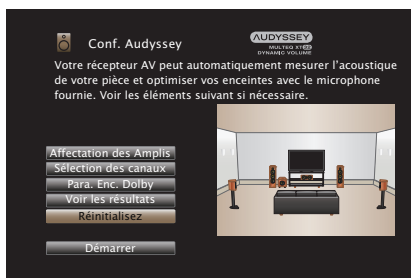 Conf. Audyssey
AUDYSSEY
MULTEQ XT32
DYNAMIC VOLUME
Votre récepteur AV peut automatiquement mesurer l'acoustique
de votre pièce et optimiser vos enceintes avec le microphone
fournie. Voir les éléments suivant si nécessaire.
Affectation des Amplis
Sélection des canaux
Para. Enc. Dolby
Voir les résultats
Réinitialisez
Démarrer